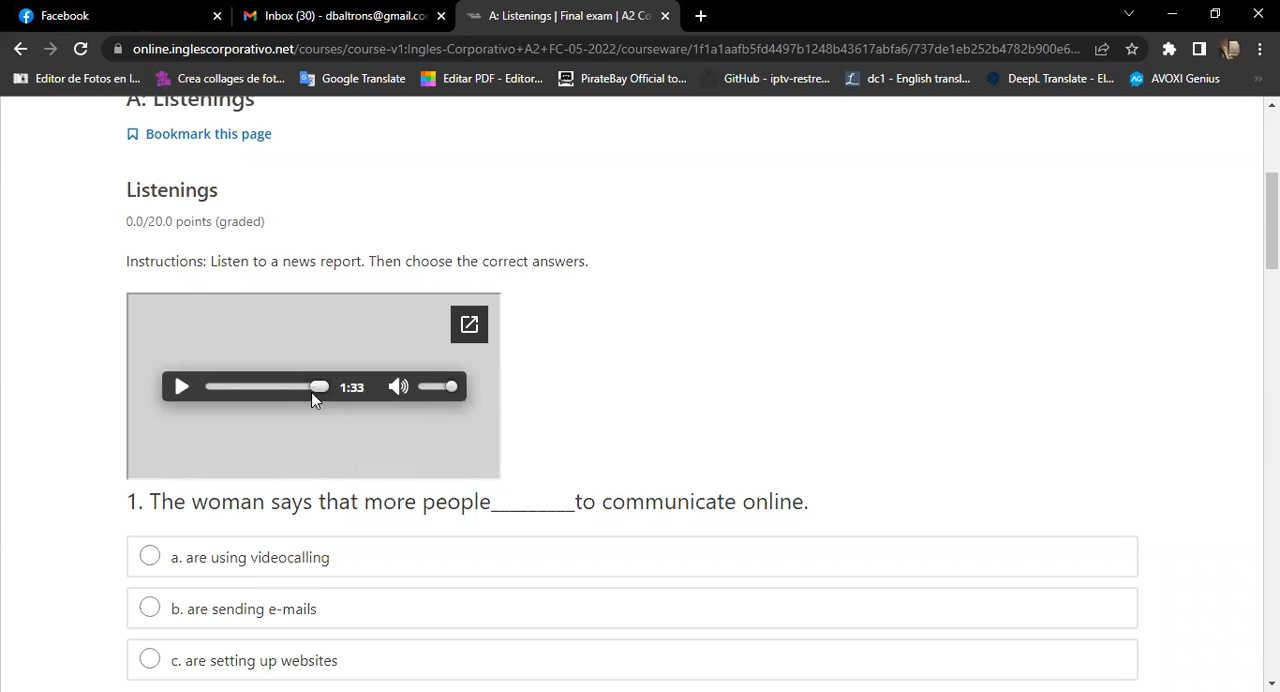 Facebook
Inbox (30) - dbaltrons@gmail.co
A: Listenings | Final exam | A2 Co
online.inglescorporativo.net/courses/course-v1:Ingles-Corporativo+A2+FC-05-2022/courseware/1f1a1aafb5fd4497b1248b43617abfa6/737de1eb252b4782b900e6...
Editor de Fotos en l...
Crea collages de fot...
Google Translate
Editar PDF - Editor...
PirateBay Official to...
GitHub - iptv-restre...
dc1 - English transl...
DeepL Translate - El...
AVOXI Genius
A: Listenings
Bookmark this page
Listenings
0.0/20.0 points (graded)
Instructions: Listen to a news report. Then choose the correct answers.
1:33
1. The woman says that more people_________to communicate online.
a. are using videocalling
b. are sending e-mails
c. are setting up websites